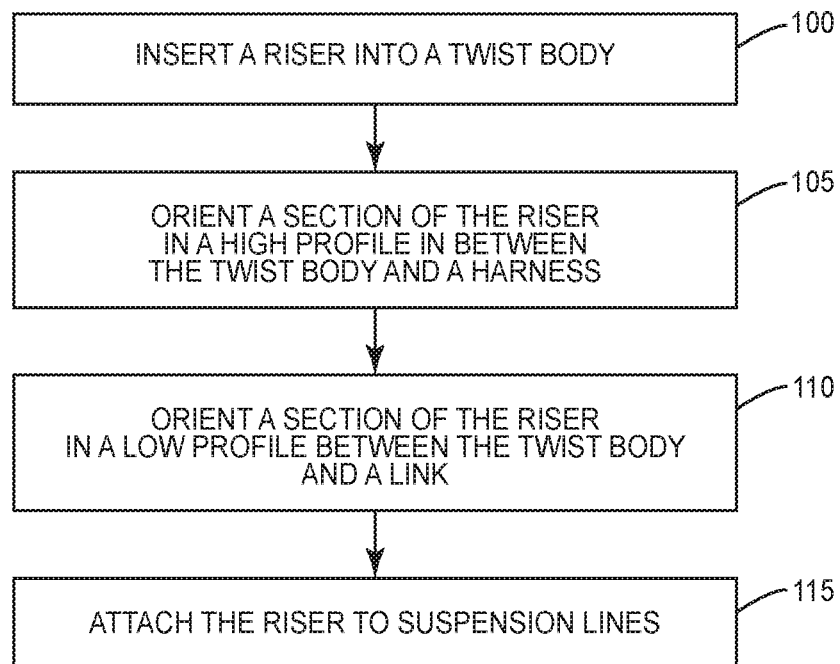 100
INSERT A RISER INTO A TWIST BODY
105
ORIENT A SECTION OF THE RISER
IN A HIGH PROFILE IN BETWEEN
THE TWIST BODY AND A HARNESS
110
ORIENT A SECTION OF THE RISER
IN A LOW PROFILE BETWEEN THE TWIST BODY
AND A LINK
115
ATTACH THE RISER TO SUSPENSION LINES